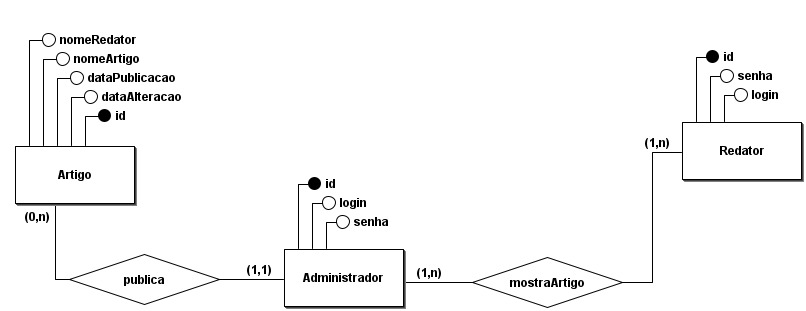 nomeRedator
nomeArtigo
dataPublicacao
dataAlteracao
id
Artigo
(0,n)
publica
(1,1)
id
login
senha
Administrador
(1,n)
mostraArtigo
(1,n)
id
senha
login
Redator